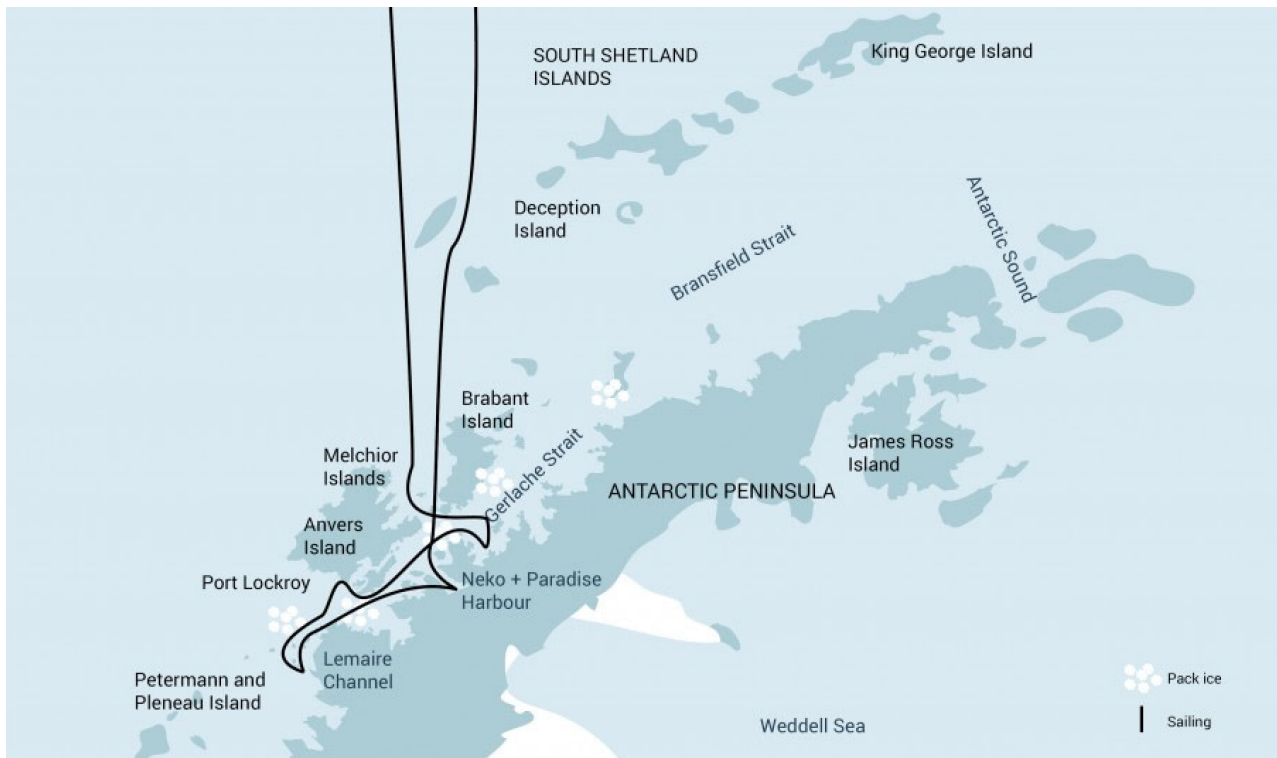 SOUTH SHETLAND
ISLANDS
King George Island
Deception
Island
Antarctic Sound
Bransfield Strait
Brabant
Island
Melchior
Islands
Gerlache Strait
James Ross
Island
ANTARCTIC PENINSULA
Anvers
Island
Port Lockroy
Neko + Paradise
Harbour
Lemaire
Channel
Petermann and
Pleneau Island
Weddell Sea
Pack ice
Sailing